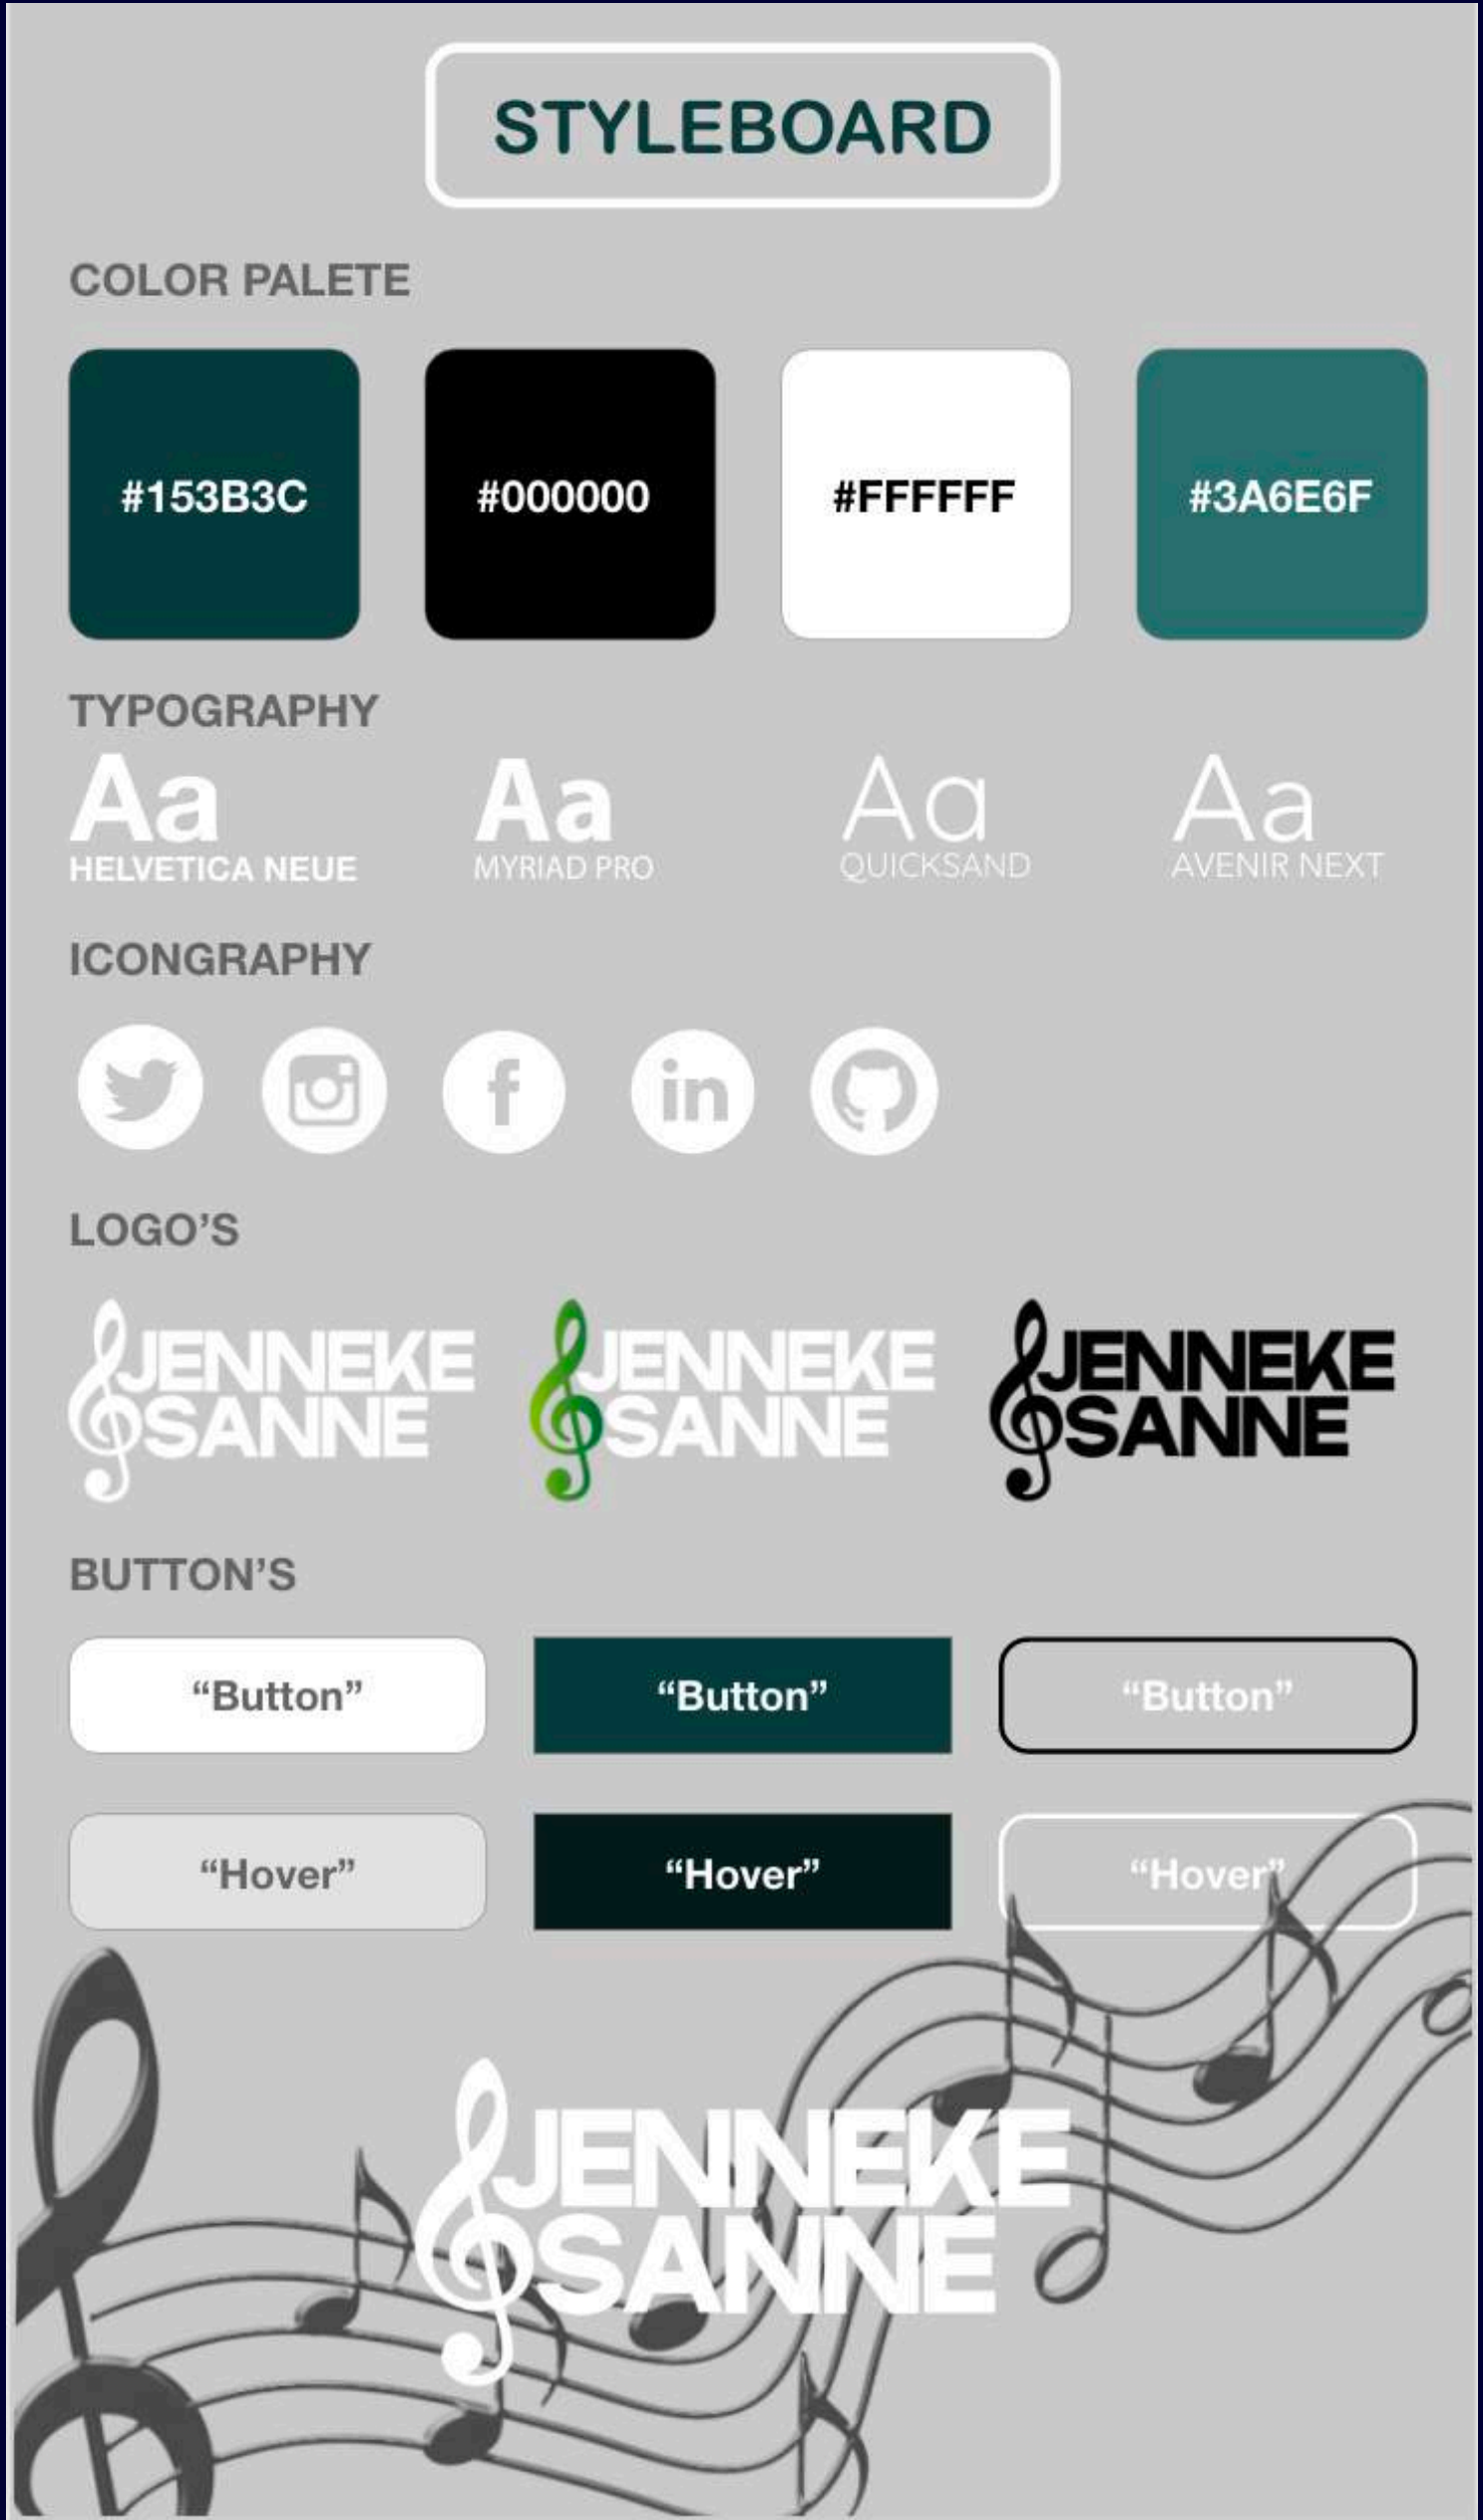 STYLEBOARD
COLOR PALETE
#153B3C
#000000
#FFFFFF
#3A6E6F
TYPOGRAPHY
Aa
HELVETICA NEUE
Aa
MYRIAD PRO
Aa
QUICKSAND
Aa
AVENIR NEXT
ICONGRAPHY
f
in
LOGO’S
JENNEKE
SANNE
JENNEKE
SANNE
JENNEKE
SANNE
BUTTON’S
“Button”
“Button”
“Button”
“Hover”
“Hover”
“Hover”
JENNEKE
SANNE